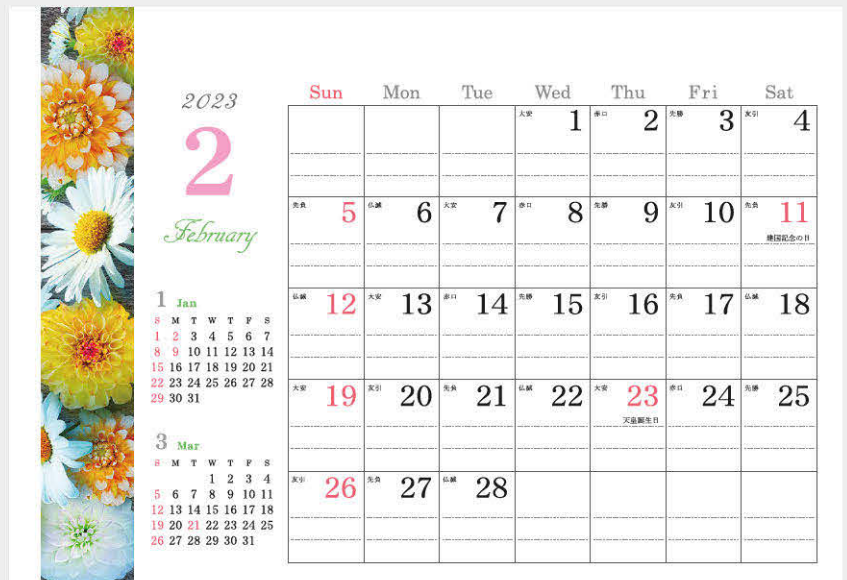 2023
2
February
Sun Mon Tue Wed Thu Fri Sat
大安 1 赤口 2 先勝 3 友引 4
先負 5 仏滅 6 大安 7 赤口 8 先勝 9 友引 10 先負 11
建国記念の日
仏滅 12 大安 13 赤口 14 先勝 15 友引 16 先負 17 仏滅 18
大安 19 友引 20 先負 21 仏滅 22 大安 23 赤口 24 先勝 25
天皇誕生日
友引 26 先負 27 仏滅 28
1 Jan
S M T W T F S
1 2 3 4 5 6 7
8 9 10 11 12 13 14
15 16 17 18 19 20 21
22 23 24 25 26 27 28
29 30 31
3 Mar
S M T W T F S
1 2 3 4
5 6 7 8 9 10 11
12 13 14 15 16 17 18
19 20 21 22 23 24 25
26 27 28 29 30 31